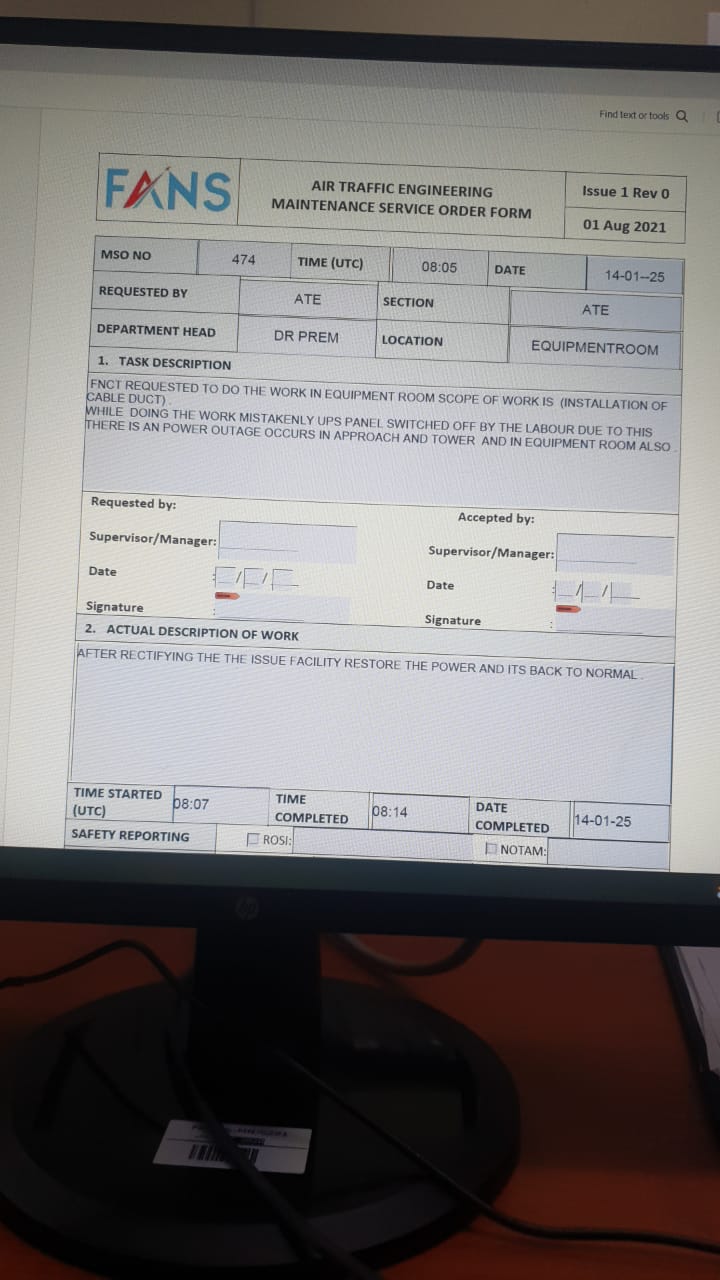 Find text or tools
FANS
AIR TRAFFIC ENGINEERING
MAINTENANCE SERVICE ORDER FORM
Issue 1 Rev 0
01 Aug 2021
MSO NO 474 TIME (UTC) 08:05 DATE 14-01--25
REQUESTED BY ATE SECTION ATE
DEPARTMENT HEAD DR PREM LOCATION EQUIPMENTROOM
1. TASK DESCRIPTION
FNCT REQUESTED TO DO THE WORK IN EQUIPMENT ROOM SCOPE OF WORK IS (INSTALLATION OF
CABLE DUCT) .
WHILE DOING THE WORK MISTAKENLY UPS PANEL SWITCHED OFF BY THE LABOUR DUE TO THIS
THERE IS AN POWER OUTAGE OCCURS IN APPROACH AND TOWER AND IN EQUIPMENT ROOM ALSO .
Requested by: Accepted by:
Supervisor/Manager: Supervisor/Manager:
Date : / / Date : / /
Signature : Signature :
2. ACTUAL DESCRIPTION OF WORK
AFTER RECTIFYING THE THE ISSUE FACILITY RESTORE THE POWER AND ITS BACK TO NORMAL .
TIME STARTED (UTC) 08:07 TIME COMPLETED 08:14 DATE COMPLETED 14-01-25
SAFETY REPORTING ROSI: NOTAM:
hp